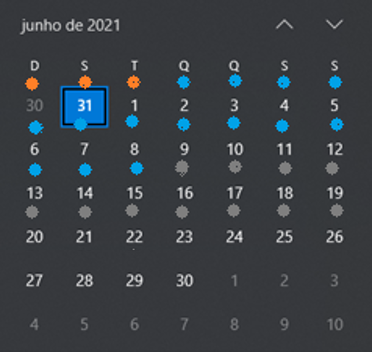 junho de 2021
D S T Q Q S S
30 31 1 2 3 4 5
6 7 8 9 10 11 12
13 14 15 16 17 18 19
20 21 22 23 24 25 26
27 28 29 30 1 2 3
4 5 6 7 8 9 10